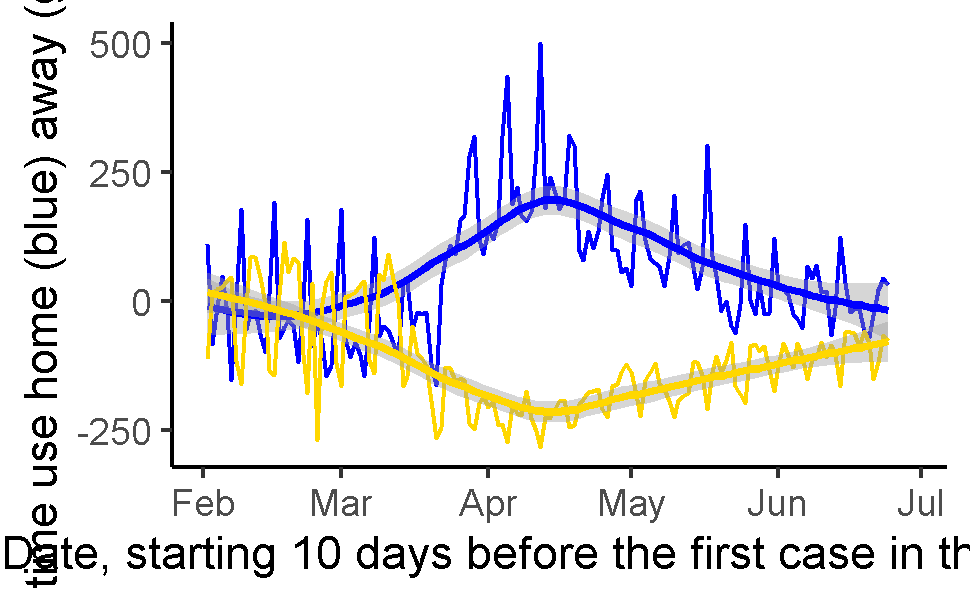 time use home (blue) away (
500
250
0
-250
Feb Mar Apr May Jun Jul
Date, starting 10 days before the first case in th